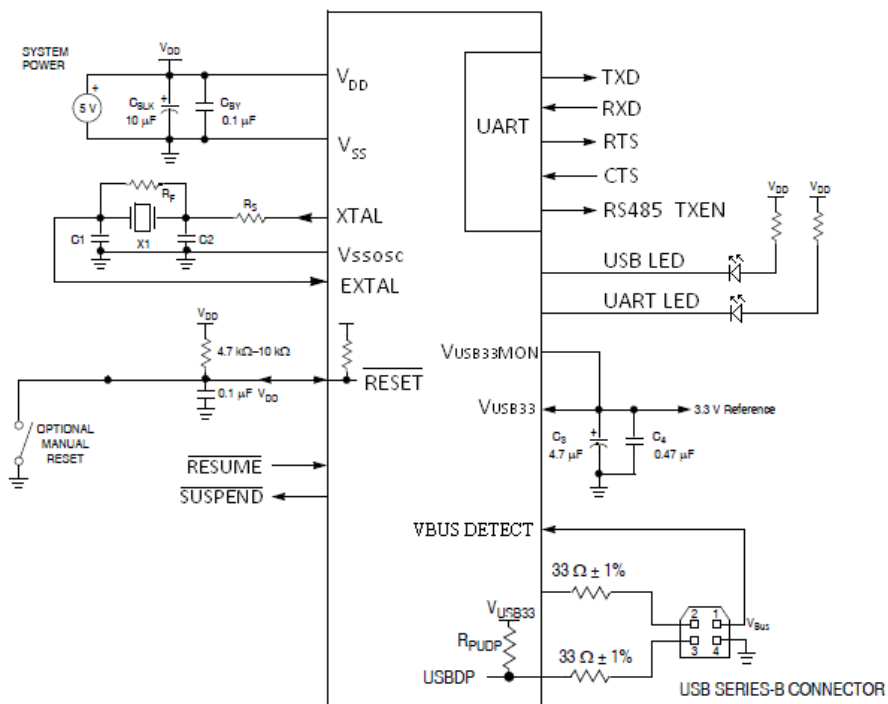 SYSTEM
POWER
VDD
+
5 V
CBLK
10 µF
+
CBY
0.1 µF
VDD
VSS
RF
RS
C1
X1
C2
XTAL
VSSOSC
EXTAL
VDD
4.7 kΩ–10 kΩ
0.1 µF VDD
RESET
OPTIONAL
MANUAL
RESET
RESUME
SUSPEND
UART
TXD
RXD
RTS
CTS
RS485 TXEN
VDD VDD
USB LED
UART LED
VUSB33MON
VUSB33
3.3 V Reference
+
C3
4.7 µF
C4
0.47 µF
VBUS DETECT
33 Ω ± 1%
VUSB33
RPUDP
USBDP
33 Ω ± 1%
2 1
3 4
VBus
USB SERIES-B CONNECTOR